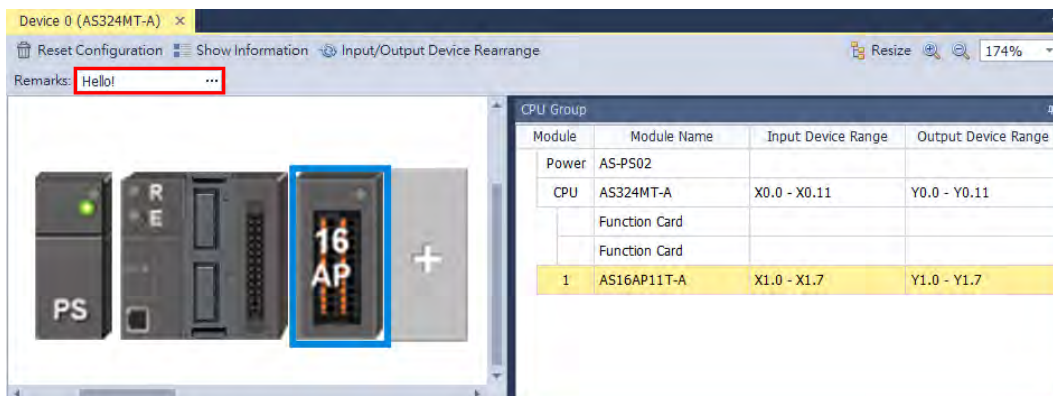 Device 0 (AS324MT-A) ×
Reset Configuration Show Information Input/Output Device Rearrange Resize 174%
Remarks: Hello! ...
R
E
16
AP
+
PS
CPU Group
Module Module Name Input Device Range Output Device Range
Power AS-PS02
CPU AS324MT-A X0.0 - X0.11 Y0.0 - Y0.11
Function Card
Function Card
1 AS16AP11T-A X1.0 - X1.7 Y1.0 - Y1.7